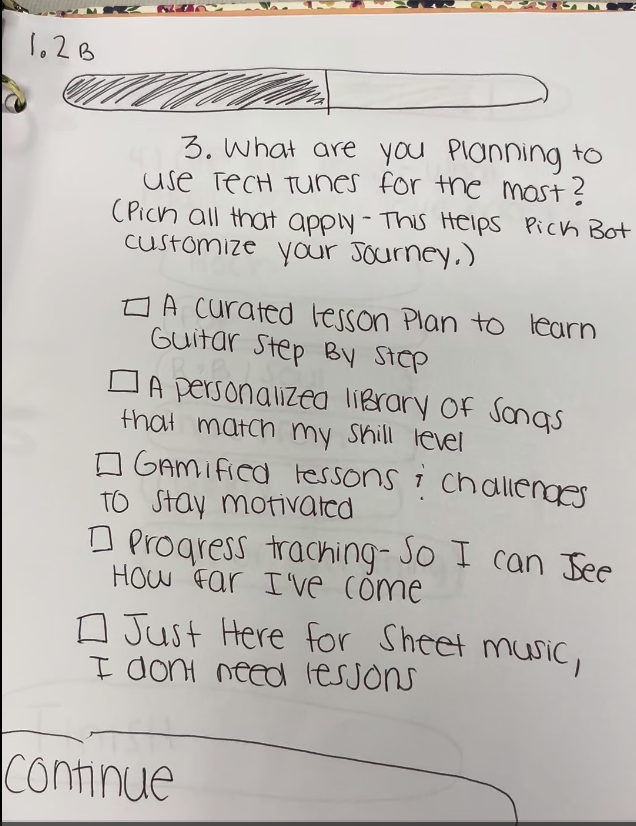 1.2B
3. What are you Planning to
use Tech Tunes for the most?
(Pick all that apply - This Helps Pick Bot
customize your Journey.)
A curated lesson Plan to learn
Guitar Step By Step
A personalized liBrary of Songs
that match my skill level
Gamified lessons & challenges
To Stay motivated
Progress tracking - So I can See
How far I've come
Just Here for Sheet music,
I dont need lessons
Continue